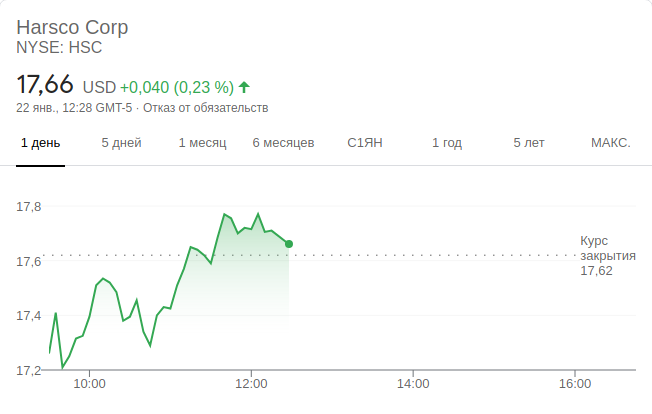 Harsco Corp
NYSE: HSC
17,66 USD +0,040 (0,23 %)
22 янв., 12:28 GMT-5 · Отказ от обязательств
1 день 5 дней 1 месяц 6 месяцев С1ЯН 1 год 5 лет МАКС.
17,8
Курс
закрытия
17,62
17,6
17,4
17,2
10:00 12:00 14:00 16:00